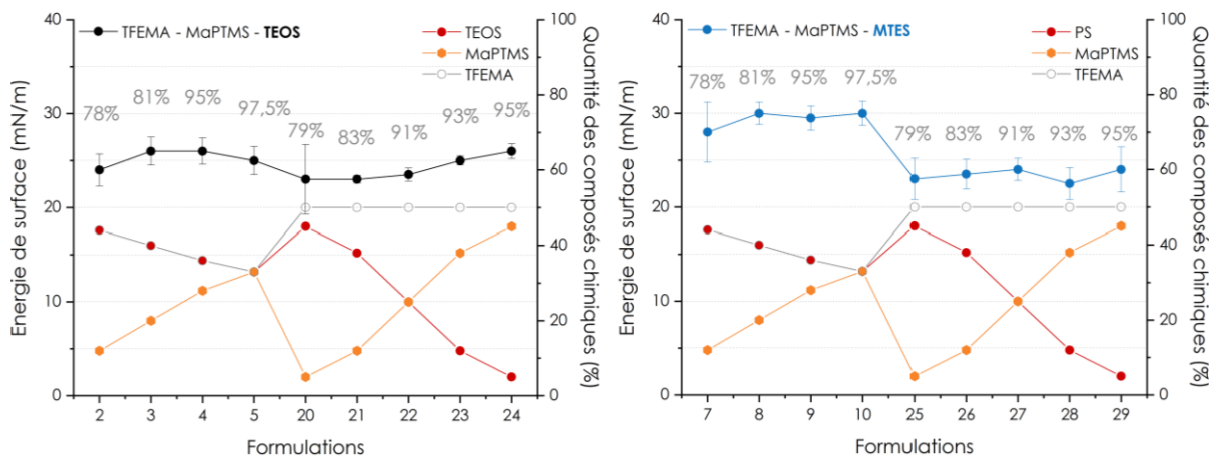 TFEMA - MaPTMS - TEOS
TEOS
MaPTMS
TFEMA
78%
81%
95%
97,5%
79%
83%
91%
93%
95%
Energie de surface (mN/m)
40
30
20
10
0
Quantité des composés chimiques (%)
100
80
60
40
20
0
2 3 4 5 20 21 22 23 24
Formulations
TFEMA - MaPTMS - MTES
PS
MaPTMS
TFEMA
78%
81%
95%
97,5%
79%
83%
91%
93%
95%
Energie de surface (mN/m)
40
30
20
10
0
Quantité des composés chimiques (%)
100
80
60
40
20
0
7 8 9 10 25 26 27 28 29
Formulations